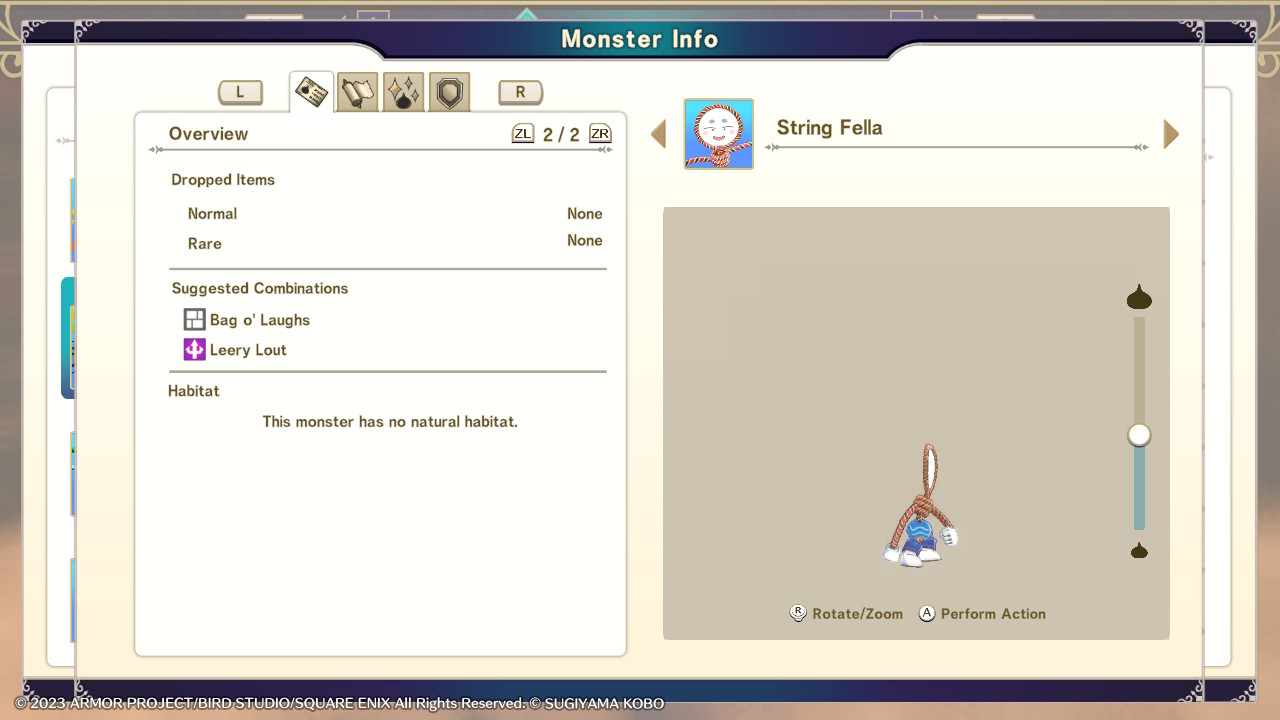 Monster Info
L
R
Overview
ZL 2 / 2 ZR
Dropped Items
Normal None
Rare None
Suggested Combinations
Bag o' Laughs
Leery Lout
Habitat
This monster has no natural habitat.
String Fella
R Rotate/Zoom A Perform Action
© 2023 ARMOR PROJECT/BIRD STUDIO/SQUARE ENIX All Rights Reserved. © SUGIYAMA KOBO